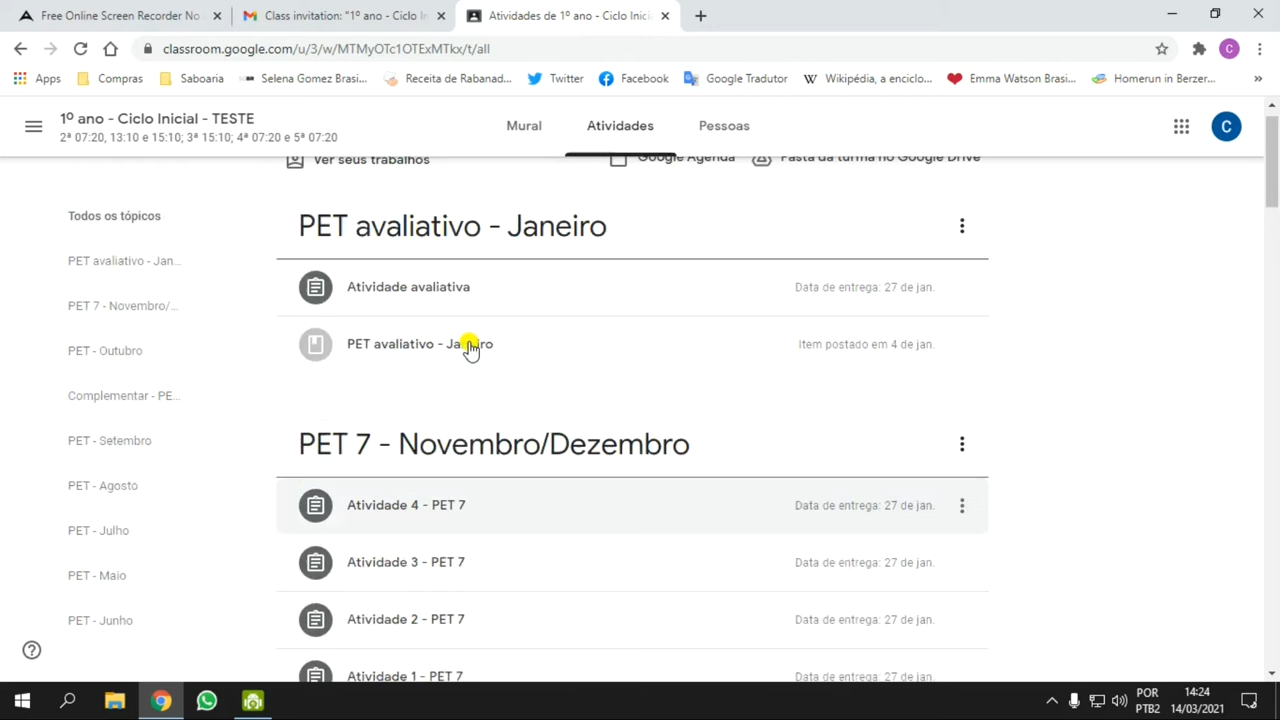 Free Online Screen Recorder No
Class invitation: "1º ano - Ciclo In
Atividades de 1º ano - Ciclo Inici
classroom.google.com/u/3/w/MTMyOTc1OTExMTkx/t/all
Apps
Compras
Saboaria
Selena Gomez Brasi...
Receita de Rabanad...
Twitter
Facebook
Google Tradutor
Wikipédia, a enciclo...
Emma Watson Brasi...
Homerun in Berzer...
1º ano - Ciclo Inicial - TESTE
2ª 07:20, 13:10 e 15:10; 3ª 15:10; 4ª 07:20 e 5ª 07:20
Mural
Atividades
Pessoas
C
Ver seus trabalhos
Google Agenda
Pasta da turma no Google Drive
Todos os tópicos
PET avaliativo - Jan...
PET 7 - Novembro/...
PET - Outubro
Complementar - PE...
PET - Setembro
PET - Agosto
PET - Julho
PET - Maio
PET - Junho
PET avaliativo - Janeiro
Atividade avaliativa
Data de entrega: 27 de jan.
PET avaliativo - Janeiro
Item postado em 4 de jan.
PET 7 - Novembro/Dezembro
Atividade 4 - PET 7
Data de entrega: 27 de jan.
Atividade 3 - PET 7
Data de entrega: 27 de jan.
Atividade 2 - PET 7
Data de entrega: 27 de jan.
Atividade 1 - PET 7
Data de entrega: 27 de jan.
POR
PTB2
14:24
14/03/2021